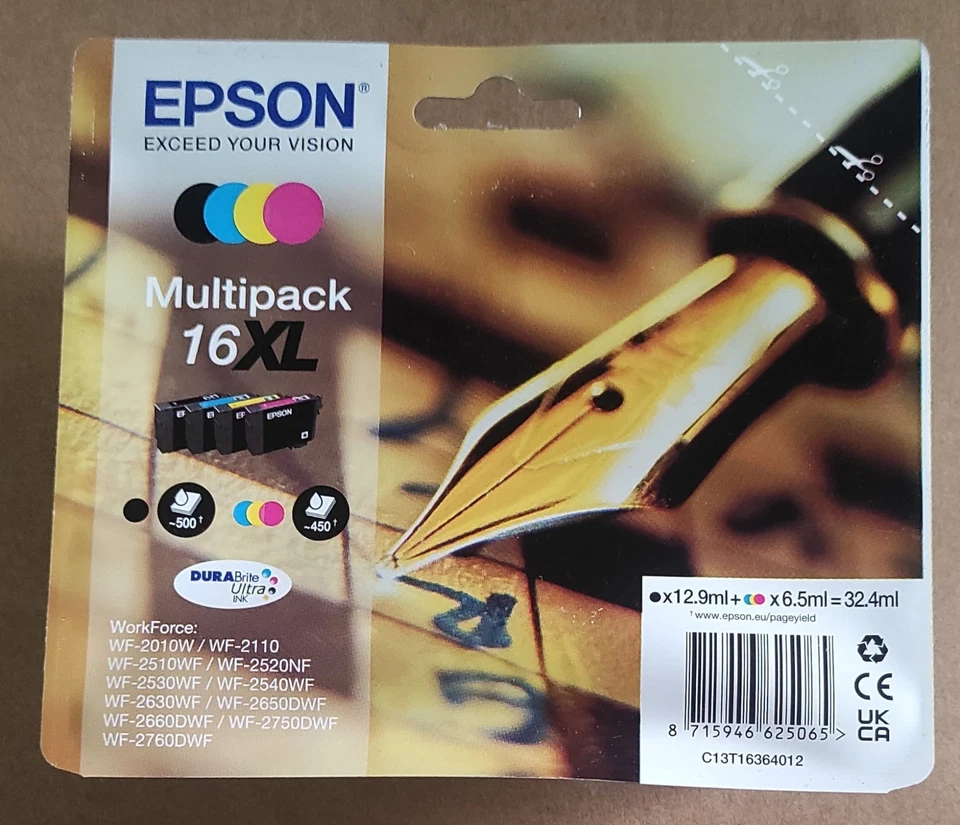 EPSON®
EXCEED YOUR VISION
Multipack
16XL
EPSON
~500†
~450†
DURABrite
Ultra
INK
WorkForce:
WF-2010W / WF-2110
WF-2510WF / WF-2520NF
WF-2530WF / WF-2540WF
WF-2630WF / WF-2650DWF
WF-2660DWF / WF-2750DWF
WF-2760DWF
x12.9ml+ x 6.5ml=32.4ml
†www.epson.eu/pageyield
CE
UK
CA
8 715946 625065 >
C13T16364012